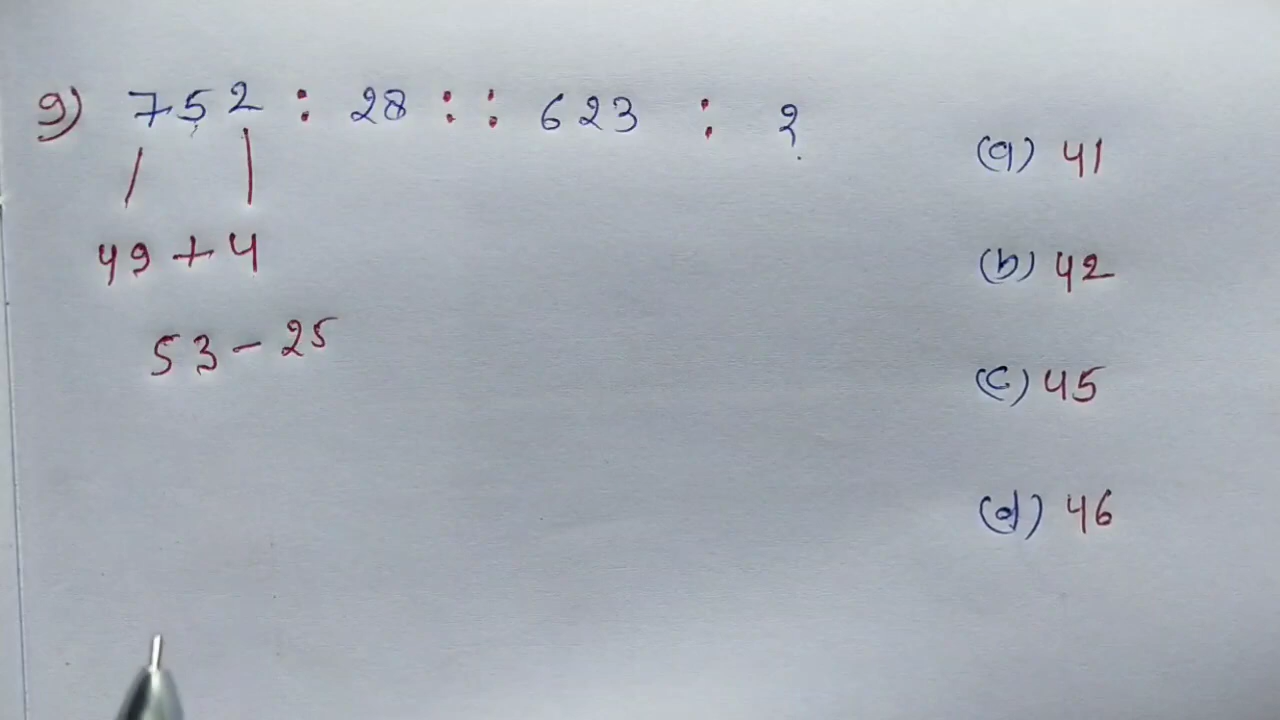 9) 752 : 28 :: 623 : ?
49 + 4
53 - 25
(a) 41
(b) 42
(c) 45
(d) 46